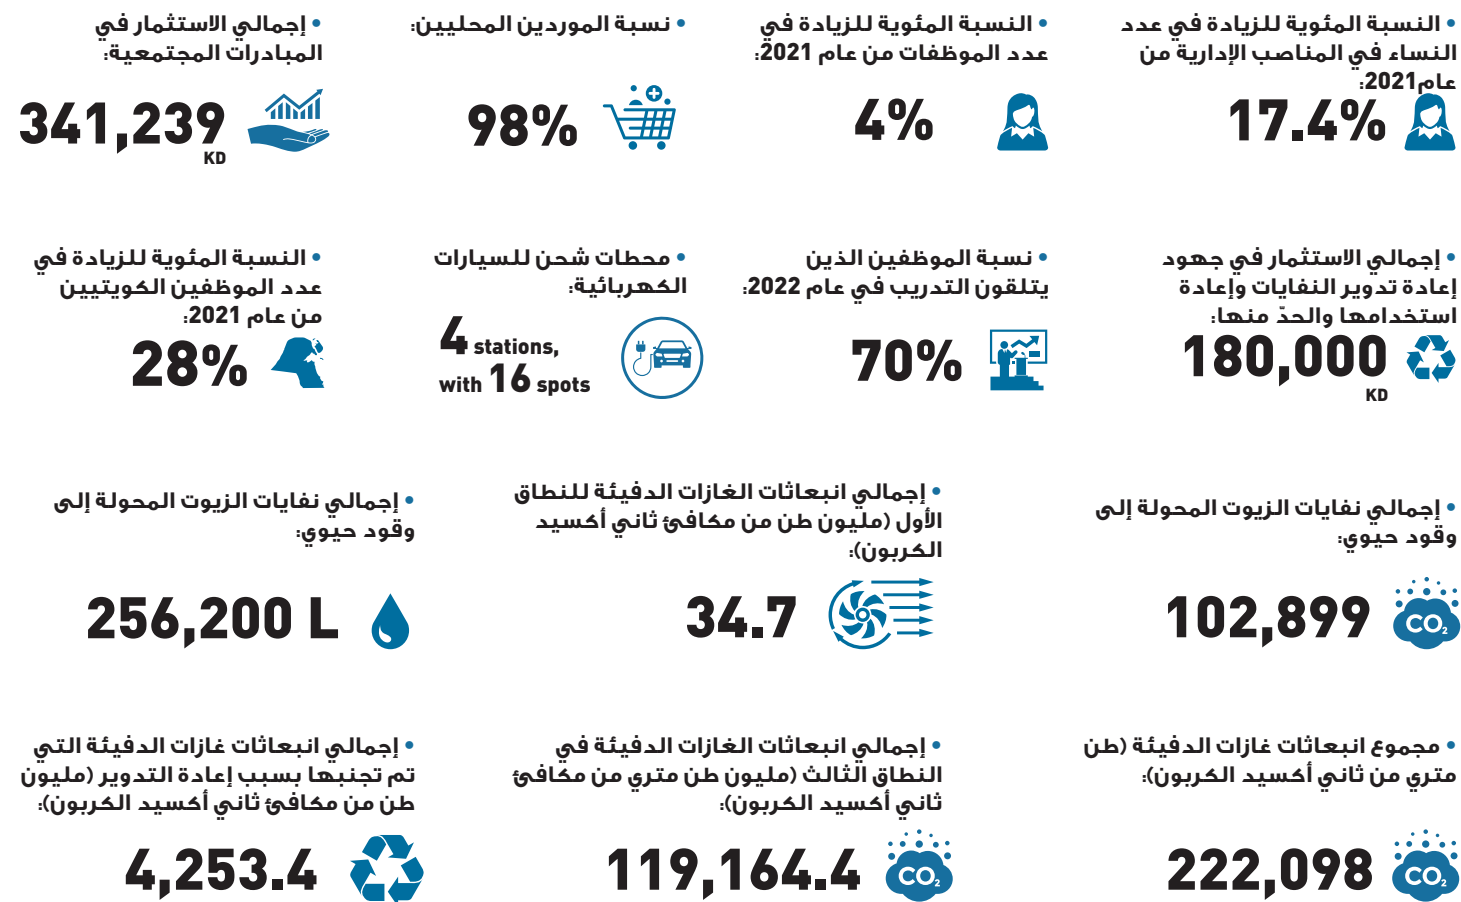 • النسبة المئوية للزيادة في عدد
النساء في المناصب الإدارية من
عام2021:
17.4%
• النسبة المئوية للزيادة في
عدد الموظفات من عام 2021:
4%
• نسبة الموردين المحليين:
98%
• إجمالي الاستثمار في
المبادرات المجتمعية:
341,239
KD
• إجمالي الاستثمار في جهود
إعادة تدوير النفايات وإعادة
استخدامها والحدّ منها:
180,000
KD
• نسبة الموظفين الذين
يتلقون التدريب في عام 2022:
70%
• محطات شحن للسيارات
الكهربائية:
4 stations,
with 16 spots
• النسبة المئوية للزيادة في
عدد الموظفين الكويتيين
من عام 2021:
28%
• إجمالي نفايات الزيوت المحولة إلى
وقود حيوي:
102,899
CO2
• إجمالي انبعاثات الغازات الدفيئة للنطاق
الأول (مليون طن من مكافئ ثاني أكسيد
الكربون):
34.7
• إجمالي نفايات الزيوت المحولة إلى
وقود حيوي:
256,200 L
• مجموع انبعاثات غازات الدفيئة (طن
متري من ثاني أكسيد الكربون):
222,098
CO2
• إجمالي انبعاثات الغازات الدفيئة في
النطاق الثالث (مليون طن متري من مكافئ
ثاني أكسيد الكربون):
119,164.4
CO2
• إجمالي انبعاثات غازات الدفيئة التي
تم تجنبها بسبب إعادة التدوير (مليون
طن من مكافئ ثاني أكسيد الكربون):
4,253.4